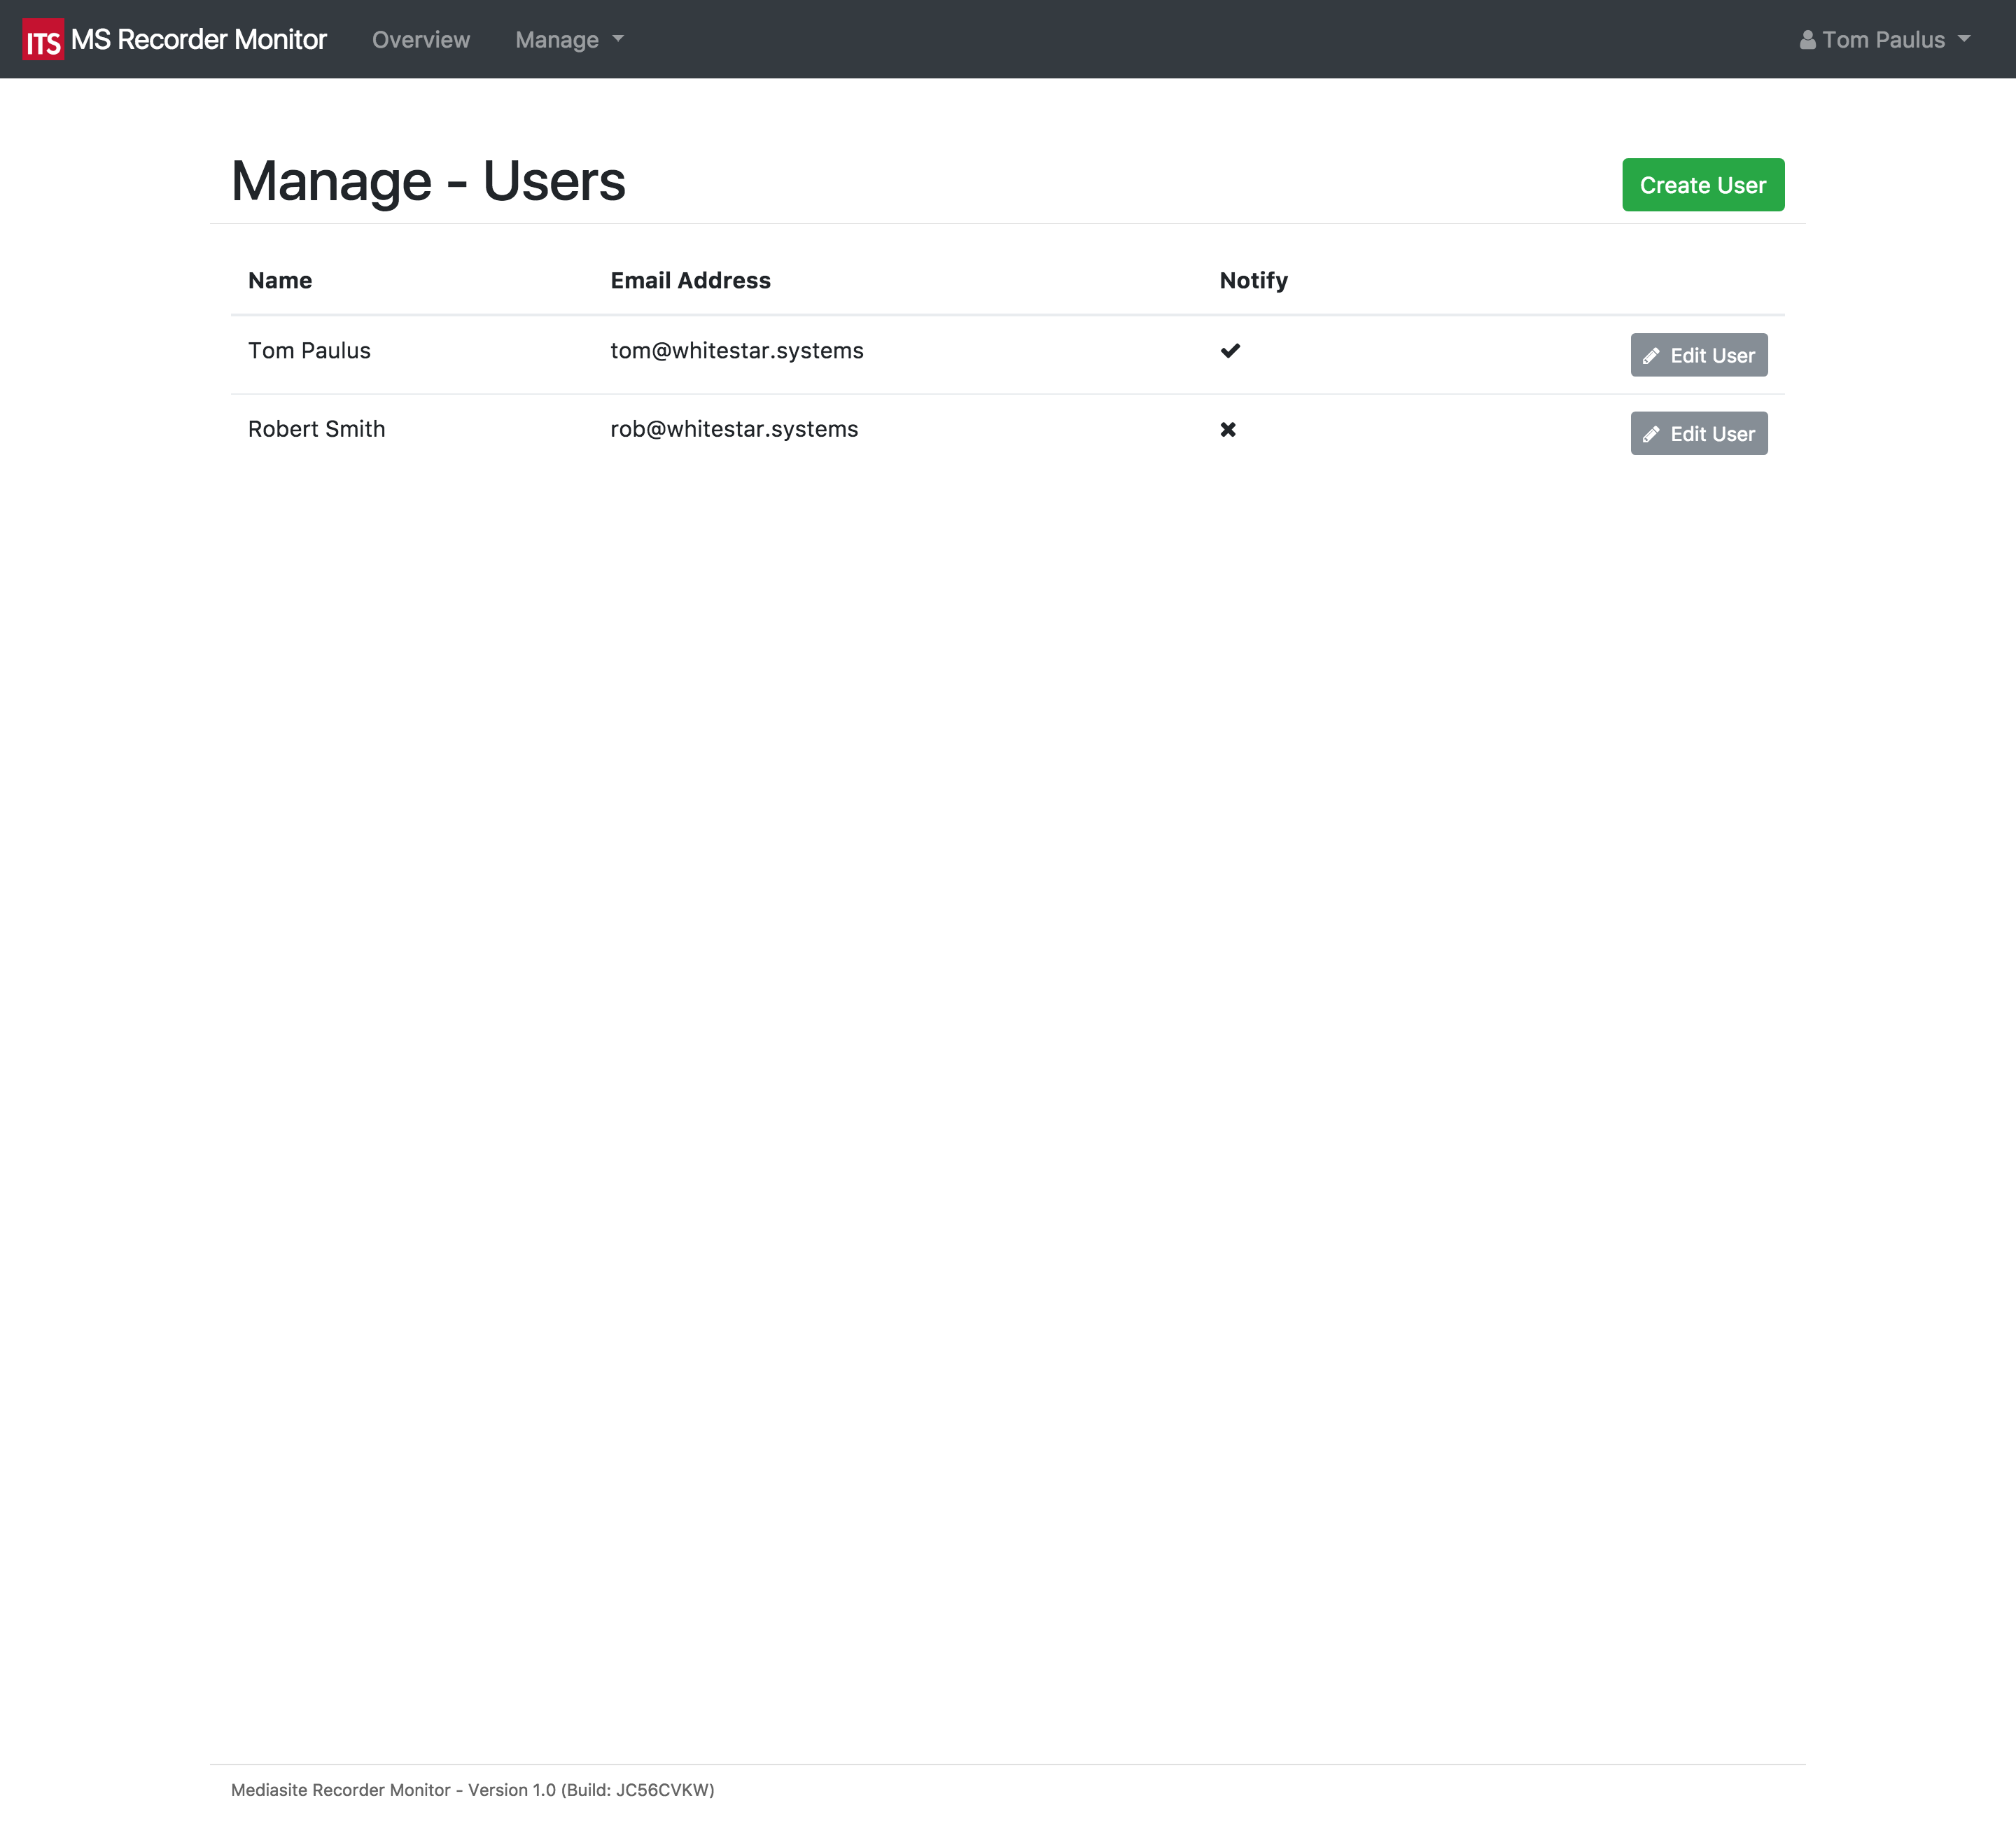 ITS MS Recorder Monitor Overview Manage Tom Paulus
Manage - Users Create User
Name Email Address Notify
Tom Paulus tom@whitestar.systems Edit User
Robert Smith rob@whitestar.systems Edit User
Mediasite Recorder Monitor - Version 1.0 (Build: JC56CVKW)